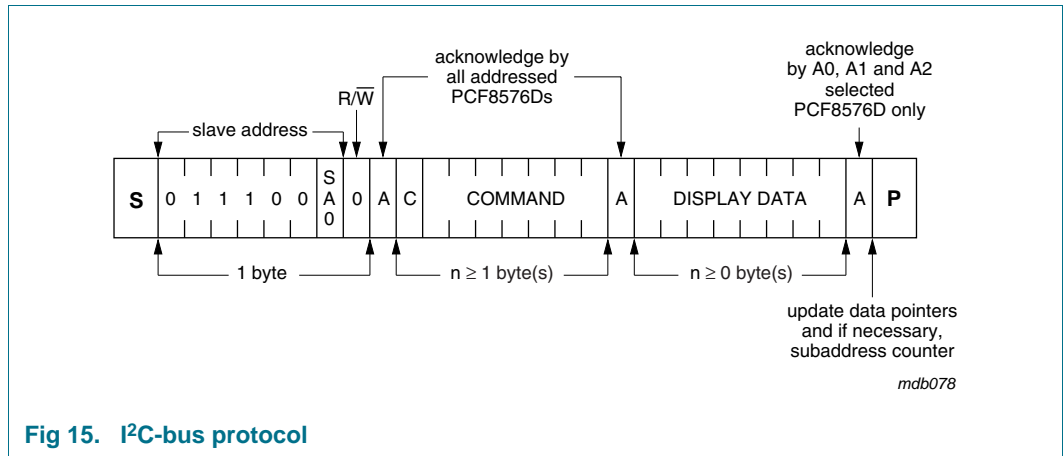 acknowledge by
all addressed
PCF8576Ds
acknowledge
by A0, A1 and A2
selected
PCF8576D only
R/W̅
slave address
S 0 1 1 1 0 0 SA0 0 A C COMMAND A DISPLAY DATA A P
1 byte
n ≥ 1 byte(s)
n ≥ 0 byte(s)
update data pointers
and if necessary,
subaddress counter
mdb078
Fig 15. I²C-bus protocol